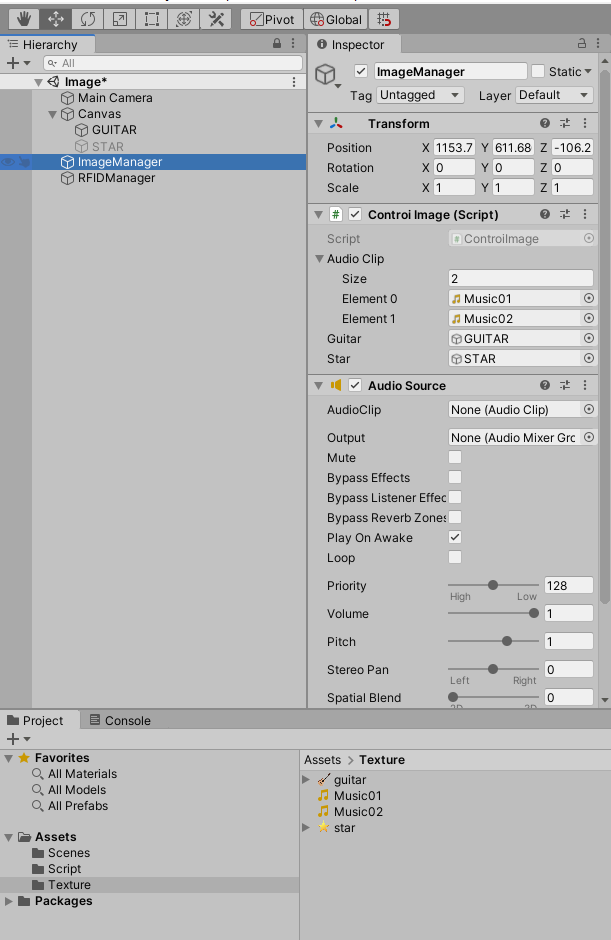 Pivot Global
Hierarchy
All
Image*
Main Camera
Canvas
GUITAR
STAR
ImageManager
RFIDManager
Inspector
ImageManager Static
Tag Untagged Layer Default
Transform
Position X 1153.7 Y 611.68 Z -106.2
Rotation X 0 Y 0 Z 0
Scale X 1 Y 1 Z 1
# Controi Image (Script)
Script # ControiImage
Audio Clip
Size 2
Element 0 Music01
Element 1 Music02
Guitar GUITAR
Star STAR
Audio Source
AudioClip None (Audio Clip)
Output None (Audio Mixer Gro
Mute
Bypass Effects
Bypass Listener Effec
Bypass Reverb Zones
Play On Awake
Loop
Priority 128
High Low
Volume 1
Pitch 1
Stereo Pan 0
Left Right
Spatial Blend 0
Project Console
Favorites
All Materials
All Models
All Prefabs
Assets
Scenes
Script
Texture
Packages
Assets > Texture
guitar
Music01
Music02
star